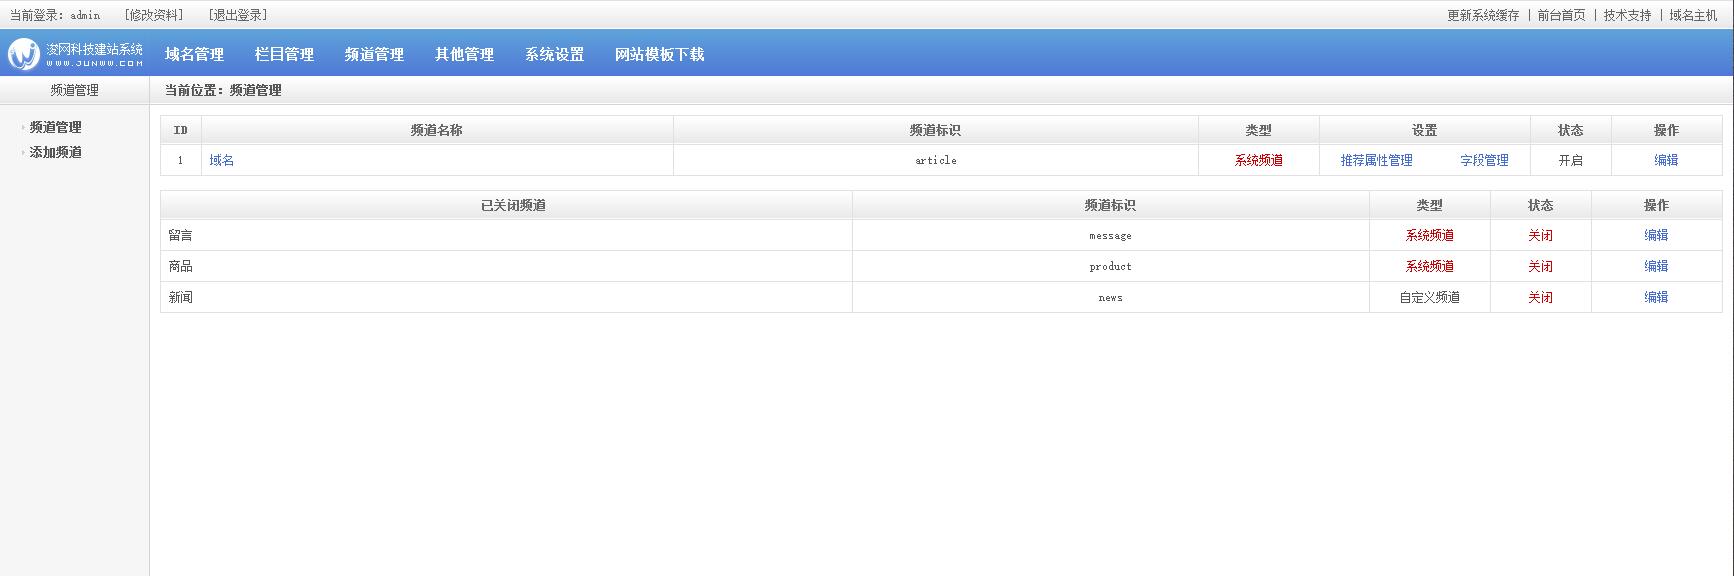 当前登录：admin [修改资料] [退出登录] 更新系统缓存 | 前台首页 | 技术支持 | 域名主机
浚网科技建站系统 域名管理 栏目管理 频道管理 其他管理 系统设置 网站模板下载
WWW.JUNWW.COM
频道管理 当前位置：频道管理
频道管理
添加频道
ID 频道名称 频道标识 类型 设置 状态 操作
1 域名 article 系统频道 推荐属性管理 字段管理 开启 编辑
已关闭频道 频道标识 类型 状态 操作
留言 message 系统频道 关闭 编辑
商品 product 系统频道 关闭 编辑
新闻 news 自定义频道 关闭 编辑